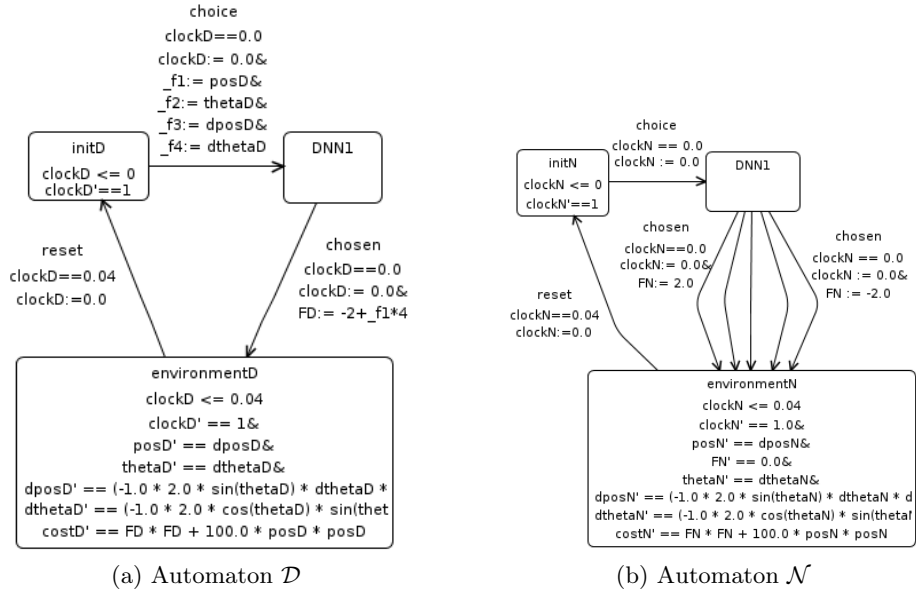 choice
clockD==0.0
clockD:= 0.0&
_f1:= posD&
_f2:= thetaD&
_f3:= dposD&
_f4:= dthetaD
initD
clockD <= 0
clockD'==1
DNN1
reset
clockD==0.04
clockD:=0.0
chosen
clockD==0.0
clockD:= 0.0&
FD:= -2+_f1*4
environmentD
clockD <= 0.04
clockD' == 1&
posD' == dposD&
thetaD' == dthetaD&
dposD' == (-1.0 * 2.0 * sin(thetaD) * dthetaD *
dthetaD' == (-1.0 * 2.0 * cos(thetaD) * sin(thet
costD' == FD * FD + 100.0 * posD * posD
(a) Automaton 𝒟
choice
clockN == 0.0
clockN := 0.0
initN
clockN <= 0
clockN'==1
DNN1
chosen
clockN==0.0
clockN:= 0.0&
FN:= 2.0
chosen
clockN == 0.0
clockN := 0.0&
FN := -2.0
reset
clockN==0.04
clockN:=0.0
environmentN
clockN <= 0.04
clockN' == 1.0&
posN' == dposN&
FN' == 0.0&
thetaN' == dthetaN&
dposN' == (-1.0 * 2.0 * sin(thetaN) * dthetaN * d
dthetaN' == (-1.0 * 2.0 * cos(thetaN) * sin(thetaN
costN' == FN * FN + 100.0 * posN * posN
(b) Automaton 𝒩